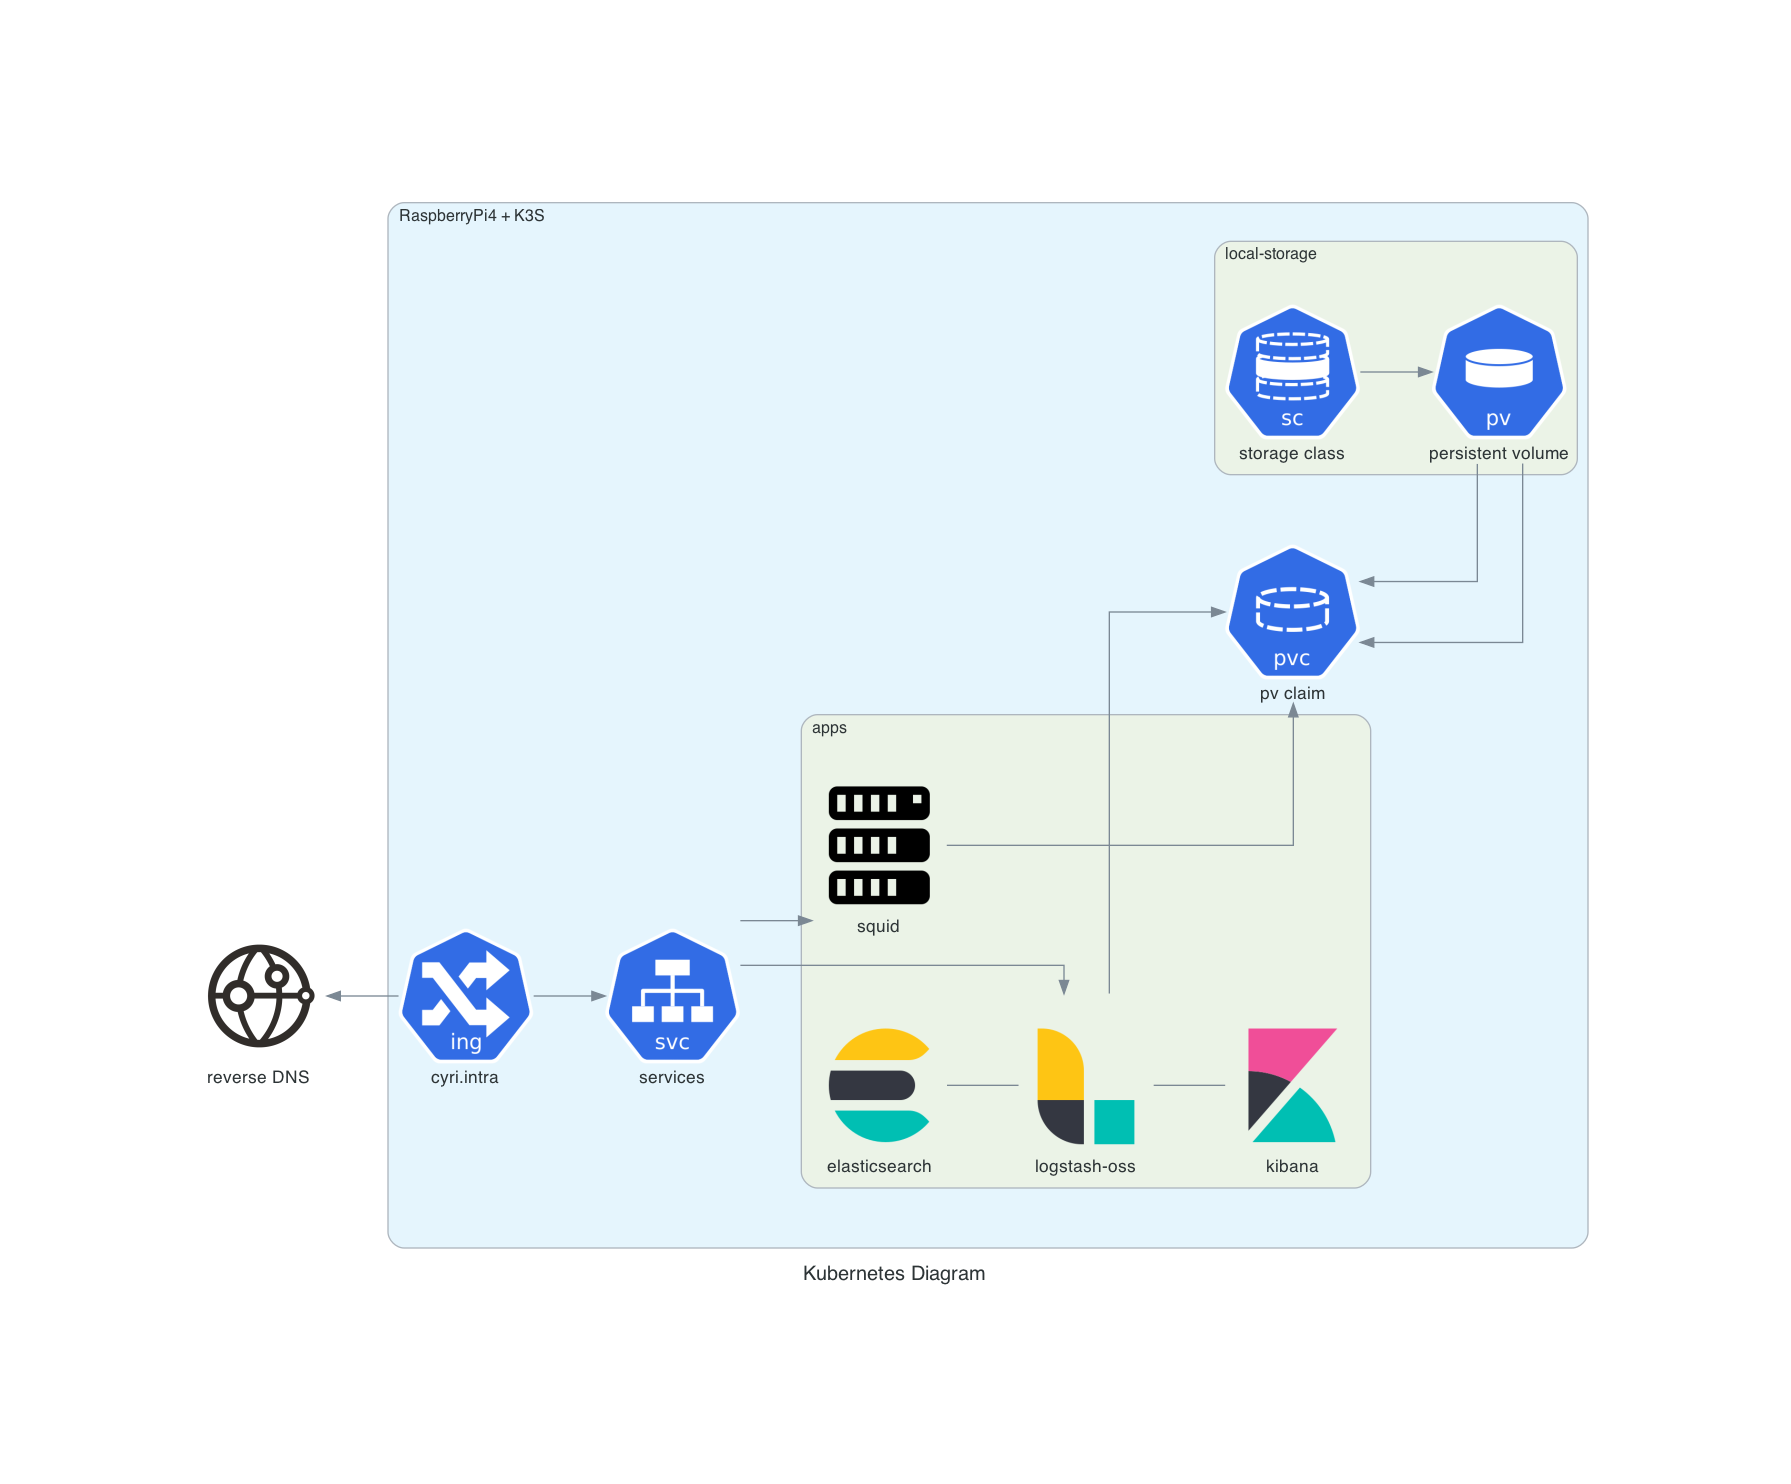 RaspberryPi4 + K3S
local-storage
sc
pv
storage class
persistent volume
pvc
pv claim
apps
squid
ing
svc
reverse DNS
cyri.intra
services
elasticsearch
logstash-oss
kibana
Kubernetes Diagram